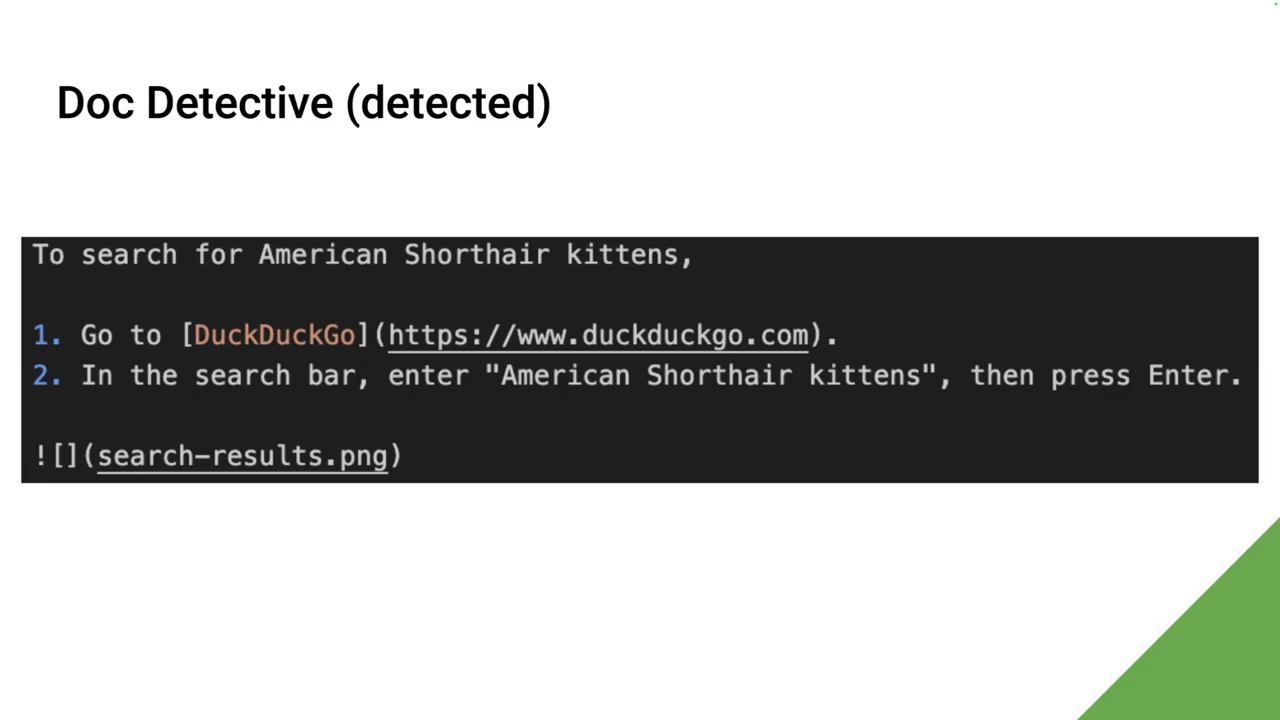 Doc Detective (detected)
To search for American Shorthair kittens,
1. Go to [DuckDuckGo](https://www.duckduckgo.com).
2. In the search bar, enter "American Shorthair kittens", then press Enter.
![](search-results.png)